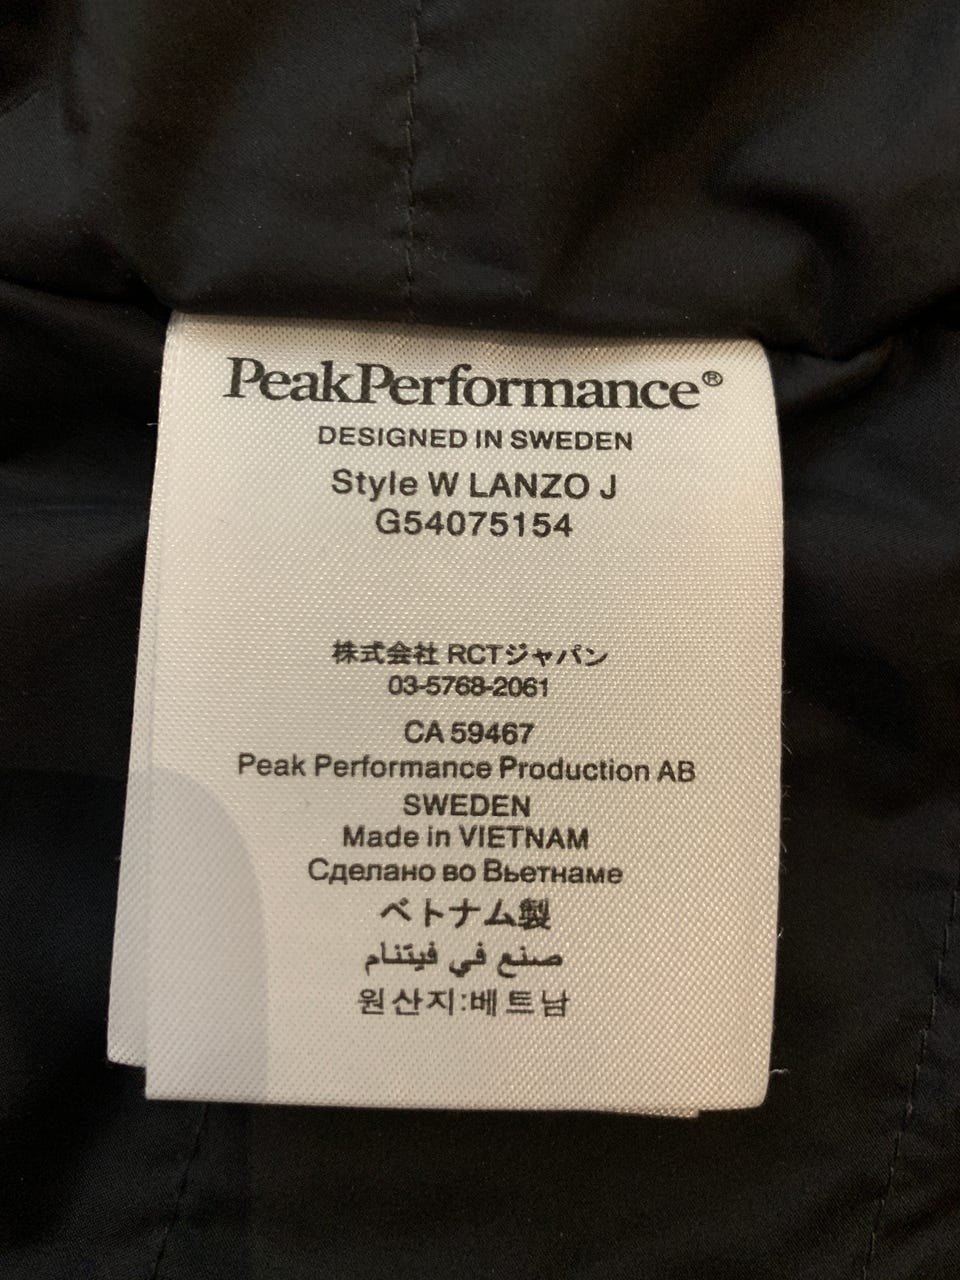 PeakPerformance®
DESIGNED IN SWEDEN
Style W LANZO J
G54075154
株式会社 RCTジャパン
03-5768-2061
CA 59467
Peak Performance Production AB
SWEDEN
Made in VIETNAM
Сделано во Вьетнаме
ベトナム製
صنع في فيتنام
원산지:베트남